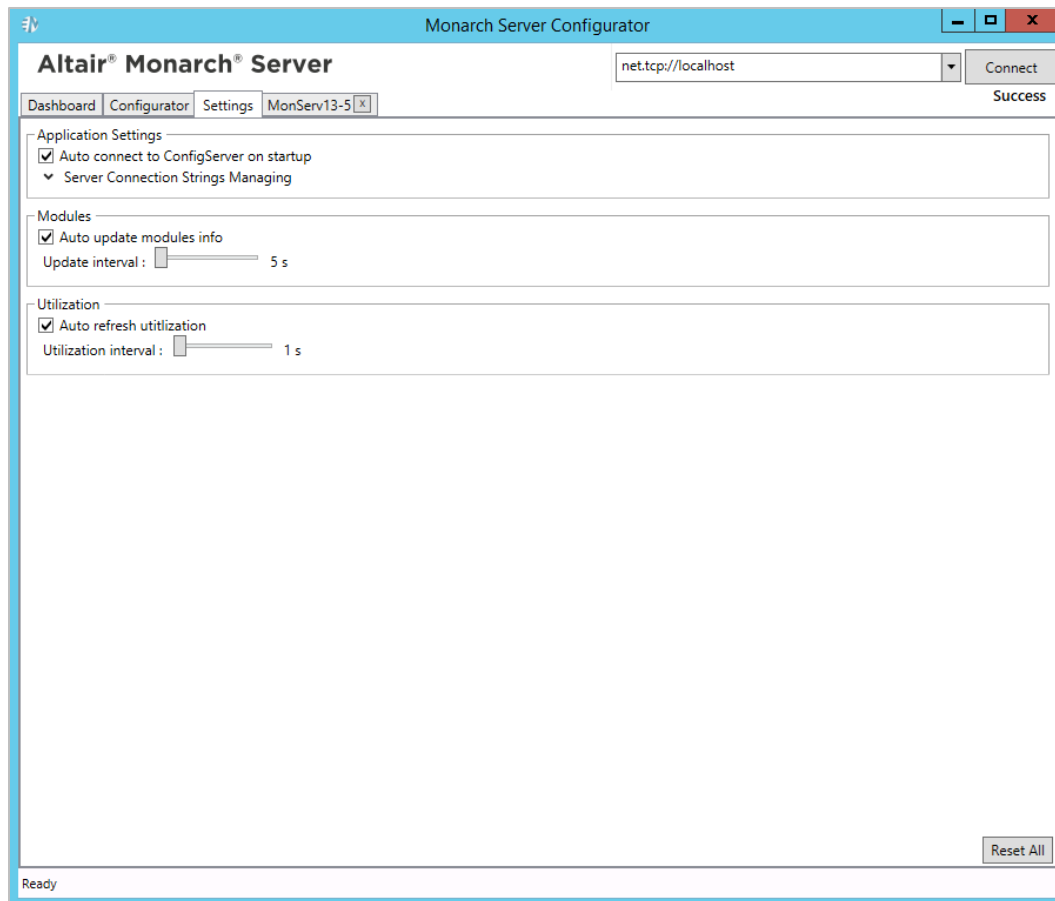 Monarch Server Configurator
Altair® Monarch® Server
net.tcp://localhost
Connect
Success
Dashboard Configurator Settings MonServ13-5 x
Application Settings
Auto connect to ConfigServer on startup
Server Connection Strings Managing
Modules
Auto update modules info
Update interval : 5 s
Utilization
Auto refresh utitlization
Utilization interval : 1 s
Reset All
Ready